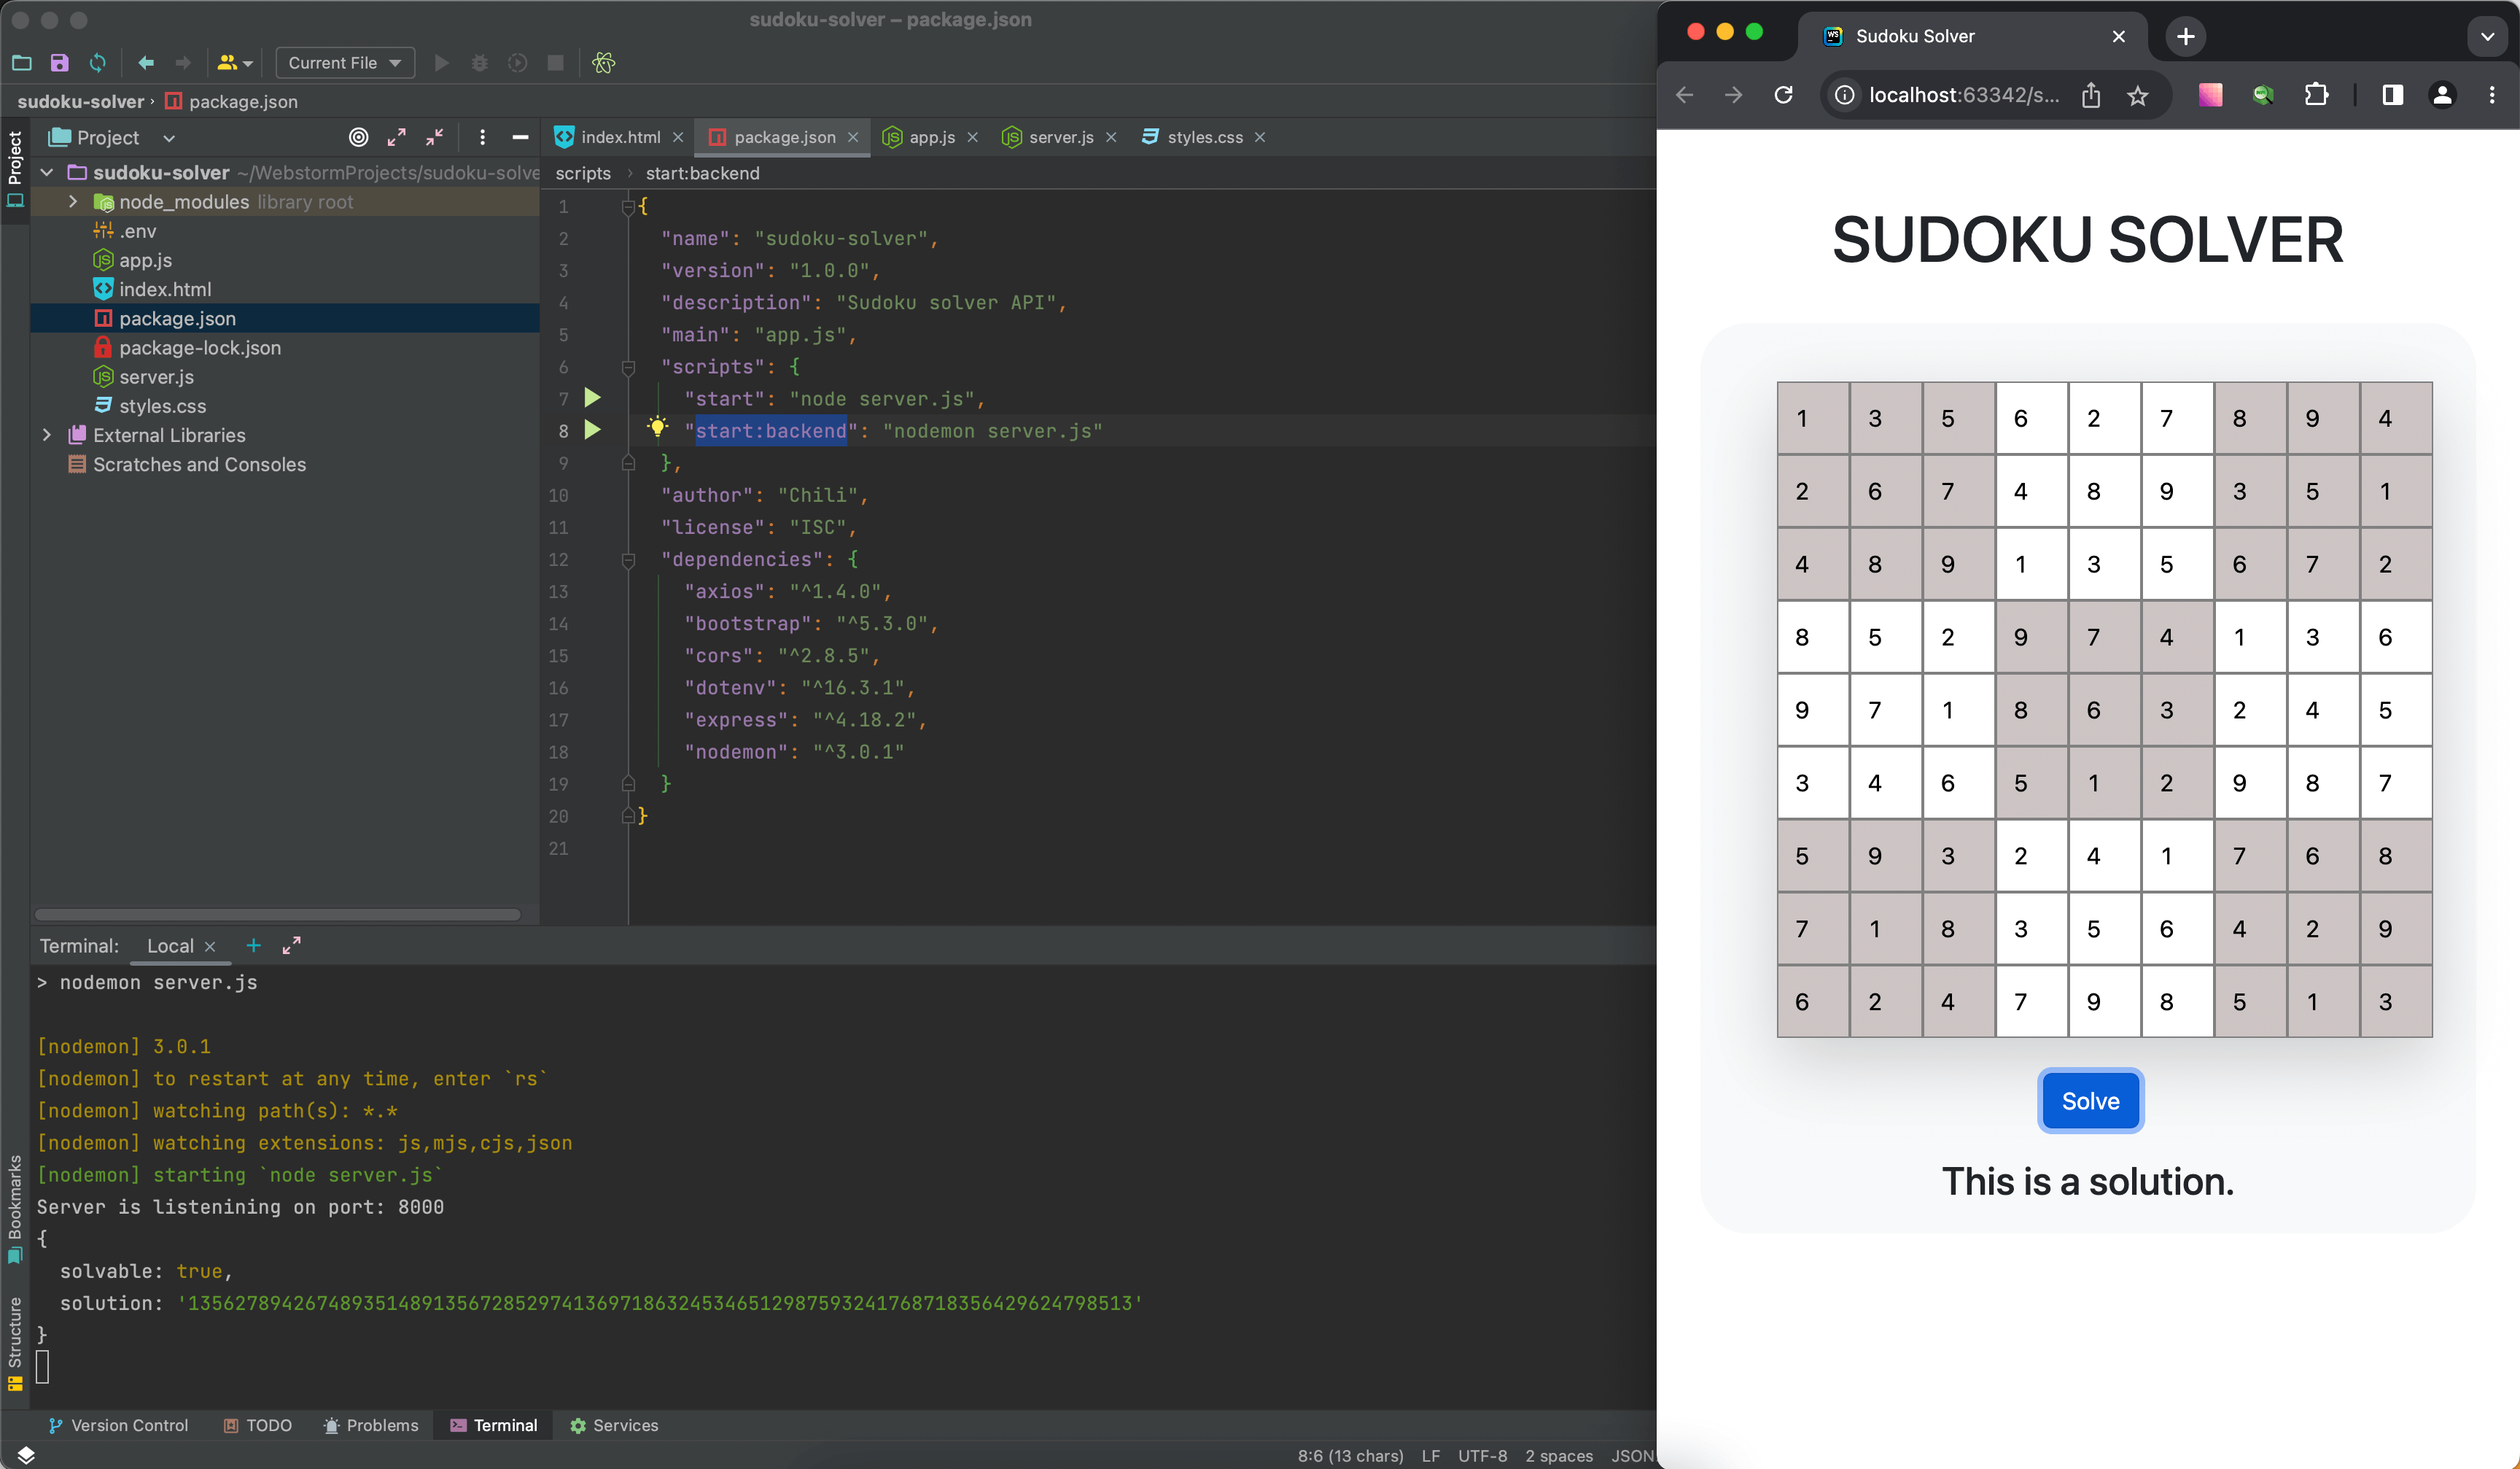 sudoku-solver – package.json
Current File
sudoku-solver › package.json
Project
Project
sudoku-solver ~/WebstormProjects/sudoku-solve
node_modules library root
.env
app.js
index.html
package.json
package-lock.json
server.js
styles.css
External Libraries
Scratches and Consoles
index.html
package.json
app.js
server.js
styles.css
scripts › start:backend
1 {
2 "name": "sudoku-solver",
3 "version": "1.0.0",
4 "description": "Sudoku solver API",
5 "main": "app.js",
6 "scripts": {
7 "start": "node server.js",
8 "start:backend": "nodemon server.js"
9 },
10 "author": "Chili",
11 "license": "ISC",
12 "dependencies": {
13 "axios": "^1.4.0",
14 "bootstrap": "^5.3.0",
15 "cors": "^2.8.5",
16 "dotenv": "^16.3.1",
17 "express": "^4.18.2",
18 "nodemon": "^3.0.1"
19 }
20 }
21
Terminal: Local
> nodemon server.js
[nodemon] 3.0.1
[nodemon] to restart at any time, enter `rs`
[nodemon] watching path(s): *.*
[nodemon] watching extensions: js,mjs,cjs,json
[nodemon] starting `node server.js`
Server is listenining on port: 8000
{
solvable: true,
solution: '135627894267489351489135672852974136971863245346512987593241768718356429624798513'
}
Bookmarks
Structure
Version Control
TODO
Problems
Terminal
Services
8:6 (13 chars) LF UTF-8 2 spaces JSON
WS Sudoku Solver
localhost:63342/s...
SUDOKU SOLVER
1 3 5 6 2 7 8 9 4
2 6 7 4 8 9 3 5 1
4 8 9 1 3 5 6 7 2
8 5 2 9 7 4 1 3 6
9 7 1 8 6 3 2 4 5
3 4 6 5 1 2 9 8 7
5 9 3 2 4 1 7 6 8
7 1 8 3 5 6 4 2 9
6 2 4 7 9 8 5 1 3
Solve
This is a solution.